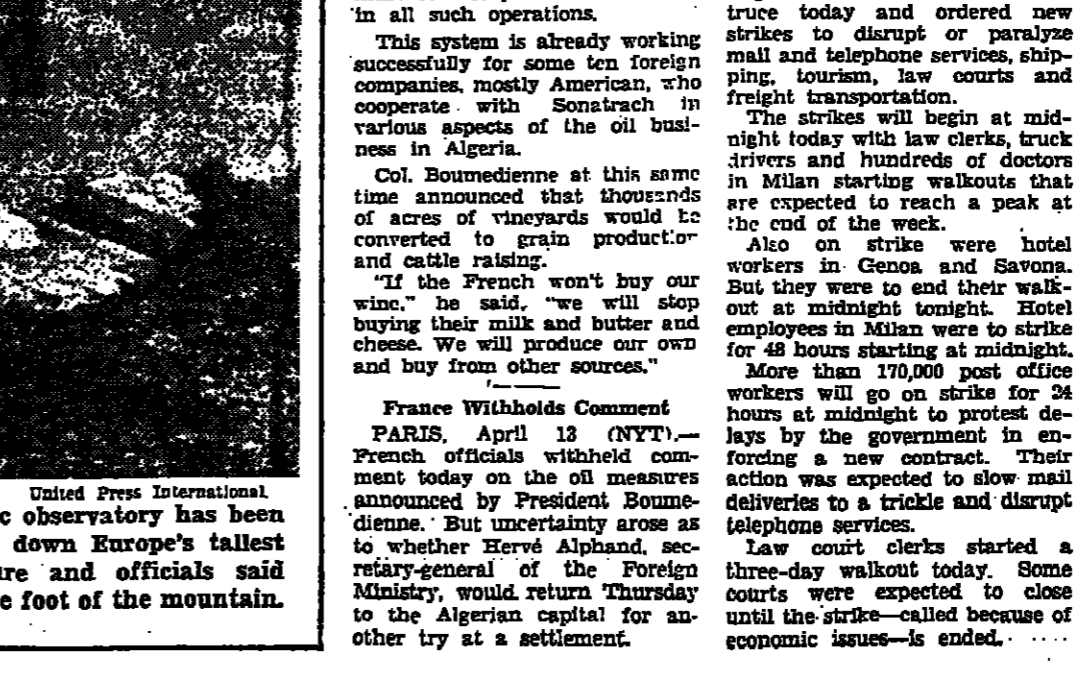 United Press International
c observatory has been
down Europe's tallest
re and officials said
e foot of the mountain.
in all such operations.
This system is already working
successfully for some ten foreign
companies, mostly American, who
cooperate with Sonatrach in
various aspects of the oil busi-
ness in Algeria.
Col. Boumedienne at this same
time announced that thousands
of acres of vineyards would be
converted to grain production
and cattle raising.
"If the French won't buy our
wine," he said, "we will stop
buying their milk and butter and
cheese. We will produce our own
and buy from other sources."
France Withholds Comment
PARIS, April 13 (NYT).—
French officials withheld com-
ment today on the oil measures
announced by President Boume-
dienne. But uncertainty arose as
to whether Hervé Alphand, sec-
retary-general of the Foreign
Ministry, would return Thursday
to the Algerian capital for an-
other try at a settlement.
truce today and ordered new
strikes to disrupt or paralyze
mail and telephone services, ship-
ping, tourism, law courts and
freight transportation.
The strikes will begin at mid-
night today with law clerks, truck
drivers and hundreds of doctors
in Milan starting walkouts that
are expected to reach a peak at
the end of the week.
Also on strike were hotel
workers in Genoa and Savona.
But they were to end their walk-
out at midnight tonight. Hotel
employees in Milan were to strike
for 48 hours starting at midnight.
More than 170,000 post office
workers will go on strike for 24
hours at midnight to protest de-
lays by the government in en-
forcing a new contract. Their
action was expected to slow mail
deliveries to a trickle and disrupt
telephone services.
Law court clerks started a
three-day walkout today. Some
courts were expected to close
until the strike—called because of
economic issues—is ended.